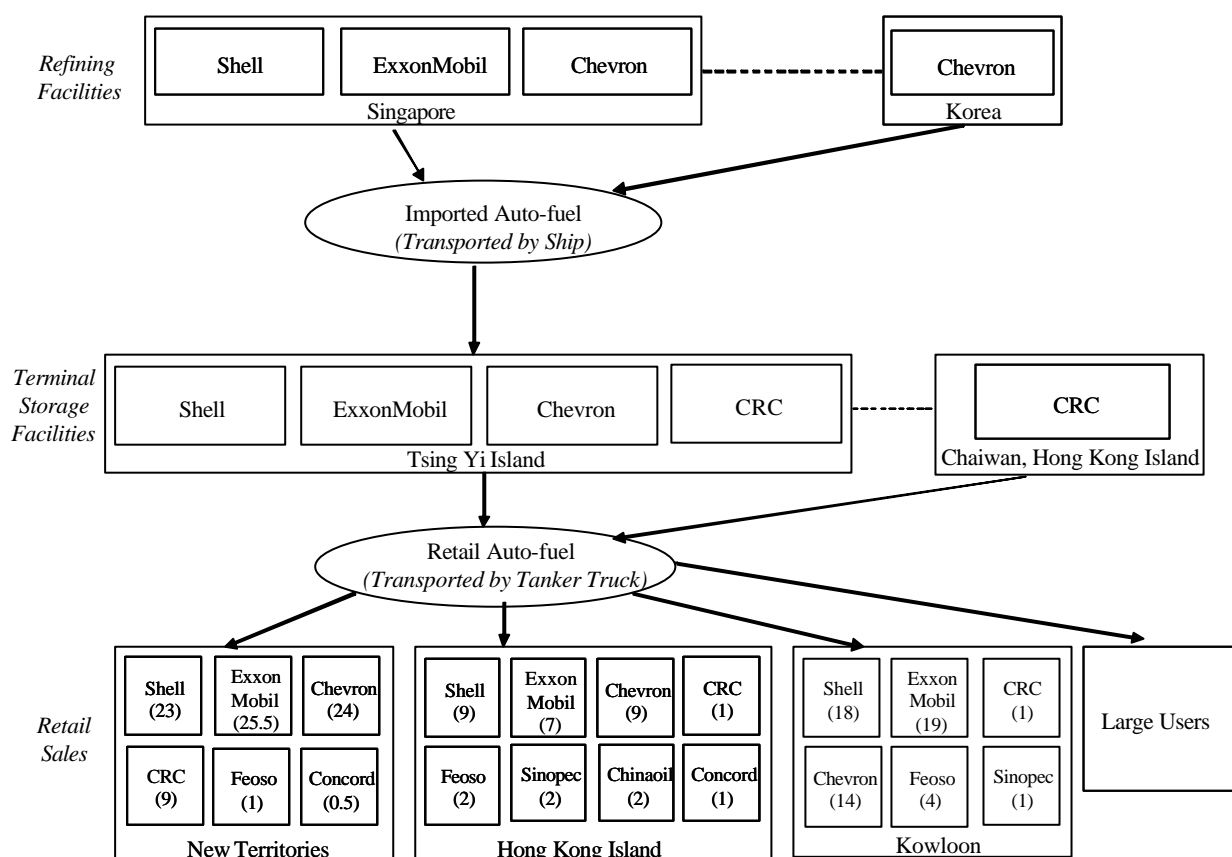 Refining
Facilities
Shell
ExxonMobil
Chevron
Singapore
Chevron
Korea
Imported Auto-fuel
(Transported by Ship)
Terminal
Storage
Facilities
Shell
ExxonMobil
Chevron
CRC
Tsing Yi Island
CRC
Chaiwan, Hong Kong Island
Retail Auto-fuel
(Transported by Tanker Truck)
Retail
Sales
Shell
(23)
Exxon
Mobil
(25.5)
Chevron
(24)
CRC
(9)
Feoso
(1)
Concord
(0.5)
New Territories
Shell
(9)
Exxon
Mobil
(7)
Chevron
(9)
CRC
(1)
Feoso
(2)
Sinopec
(2)
Chinaoil
(2)
Concord
(1)
Hong Kong Island
Shell
(18)
Exxon
Mobil
(19)
CRC
(1)
Chevron
(14)
Feoso
(4)
Sinopec
(1)
Kowloon
Large Users